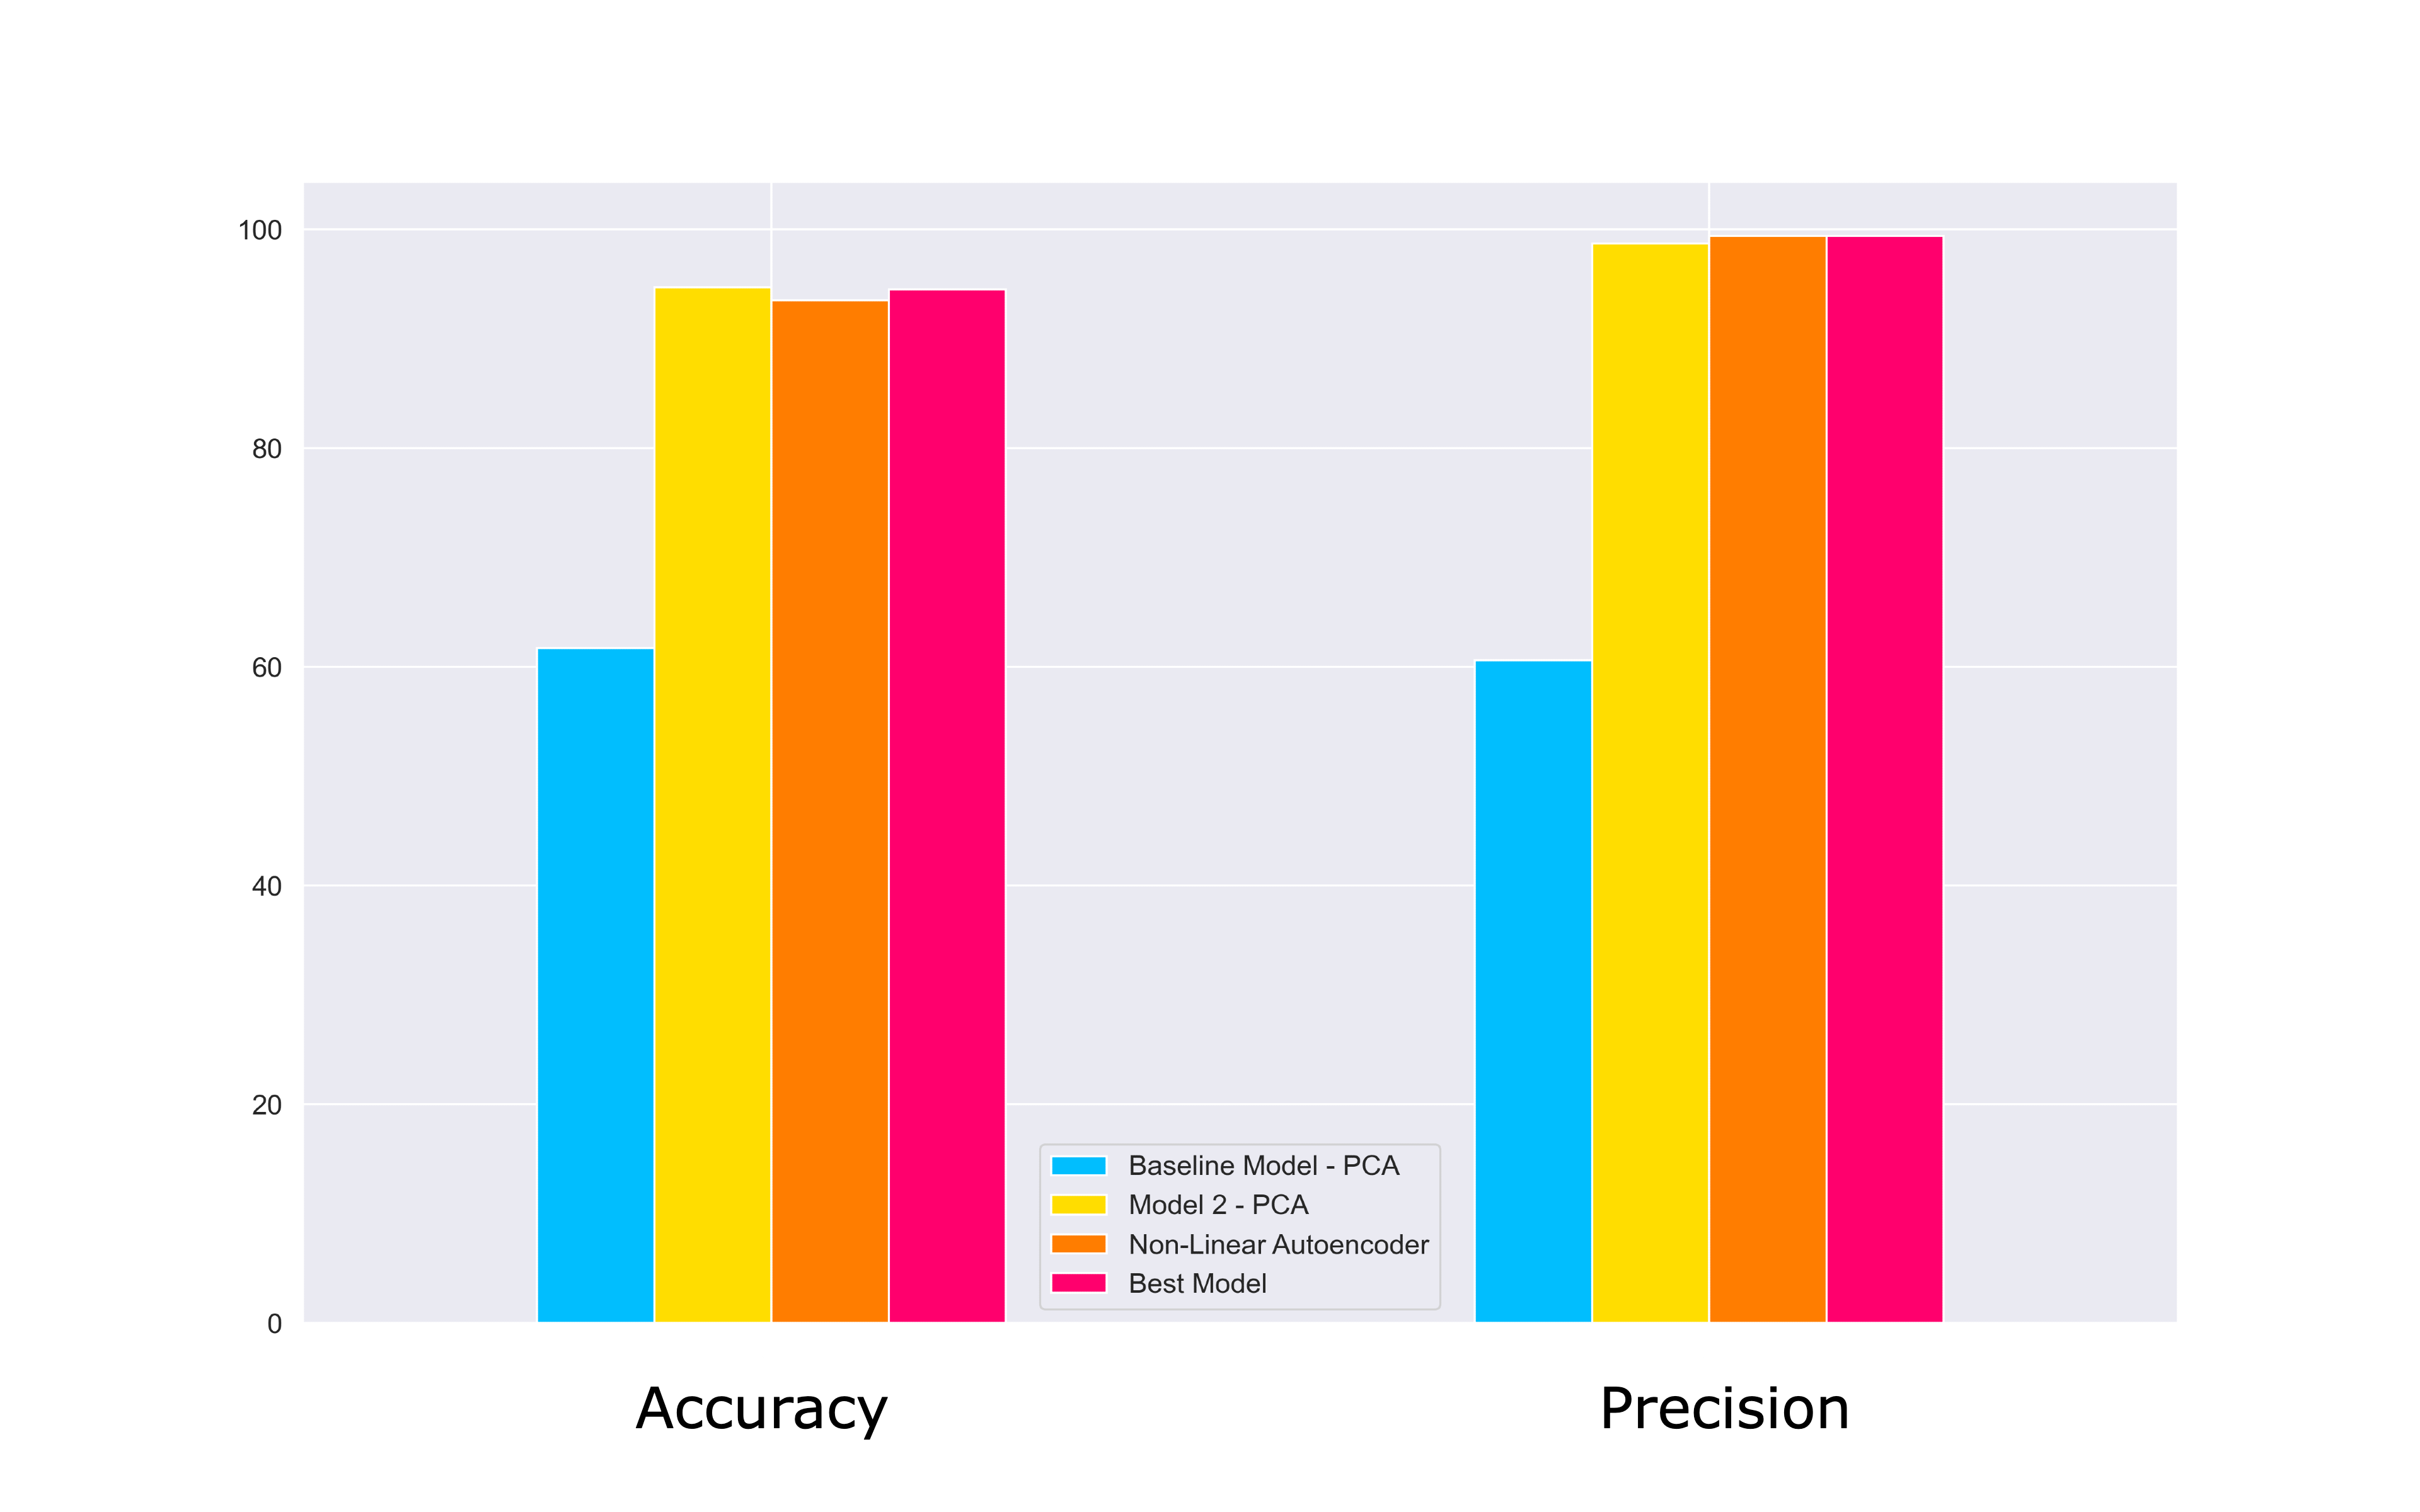 100
80
60
40
20
0
Baseline Model - PCA
Model 2 - PCA
Non-Linear Autoencoder
Best Model
Accuracy
Precision